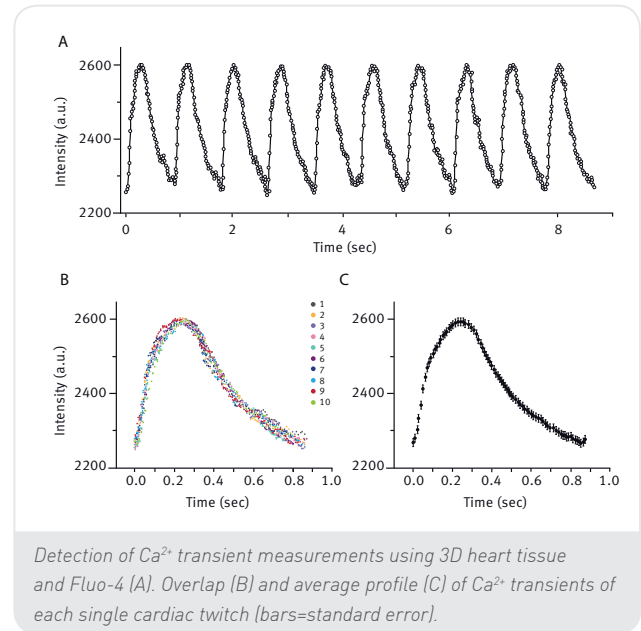 A
2600
2400
2200
Intensity (a.u.)
0 2 4 6 8
Time (sec)
B
2600
2400
2200
Intensity (a.u.)
0.0 0.2 0.4 0.6 0.8 1.0
Time (sec)
1
2
3
4
5
6
7
8
9
10
C
2600
2400
2200
0.0 0.2 0.4 0.6 0.8 1.0
Time (sec)
Detection of Ca²⁺ transient measurements using 3D heart tissue
and Fluo-4 (A). Overlap (B) and average profile (C) of Ca²⁺ transients of
each single cardiac twitch (bars=standard error).